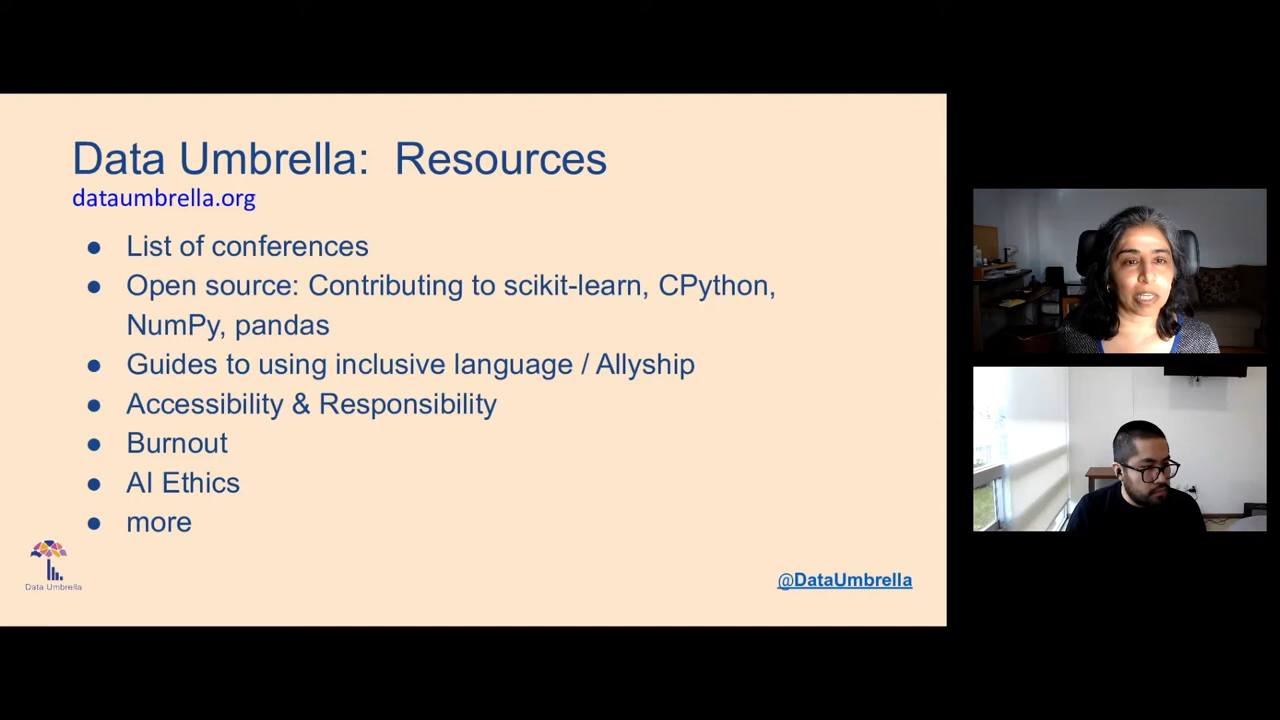 Data Umbrella: Resources
dataumbrella.org
● List of conferences
● Open source: Contributing to scikit-learn, CPython,
NumPy, pandas
● Guides to using inclusive language / Allyship
● Accessibility & Responsibility
● Burnout
● AI Ethics
● more
Data Umbrella
@DataUmbrella